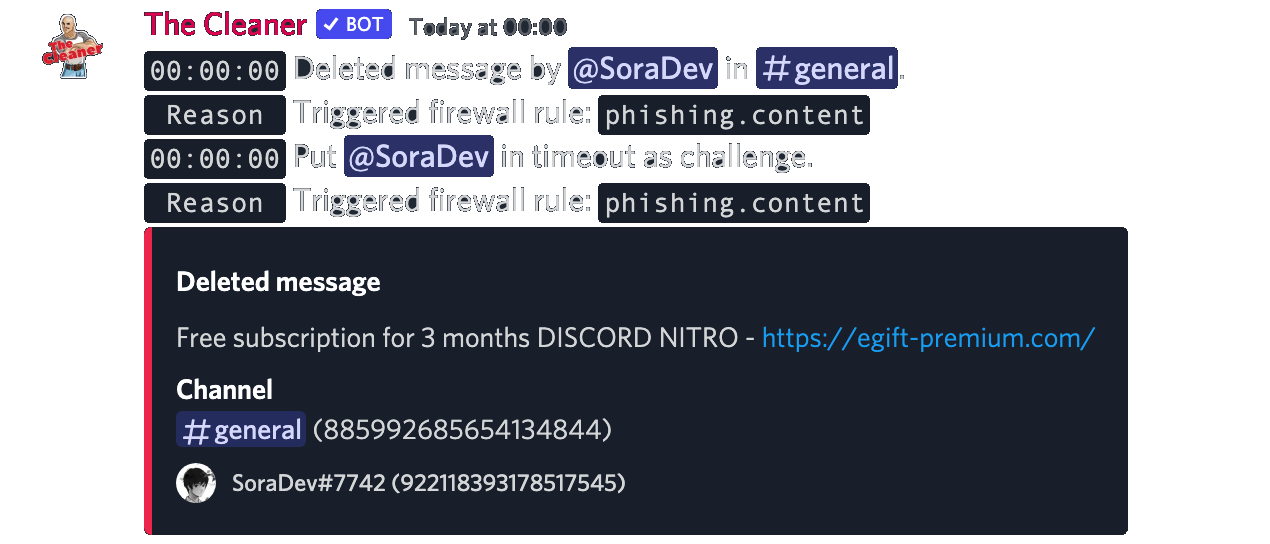 The Cleaner BOT Today at 00:00
The Cleaner
00:00:00 Deleted message by @SoraDev in #general.
Reason Triggered firewall rule: phishing.content
00:00:00 Put @SoraDev in timeout as challenge.
Reason Triggered firewall rule: phishing.content
Deleted message
Free subscription for 3 months DISCORD NITRO - https://egift-premium.com/
Channel
#general (885992685654134844)
SoraDev#7742 (922118393178517545)